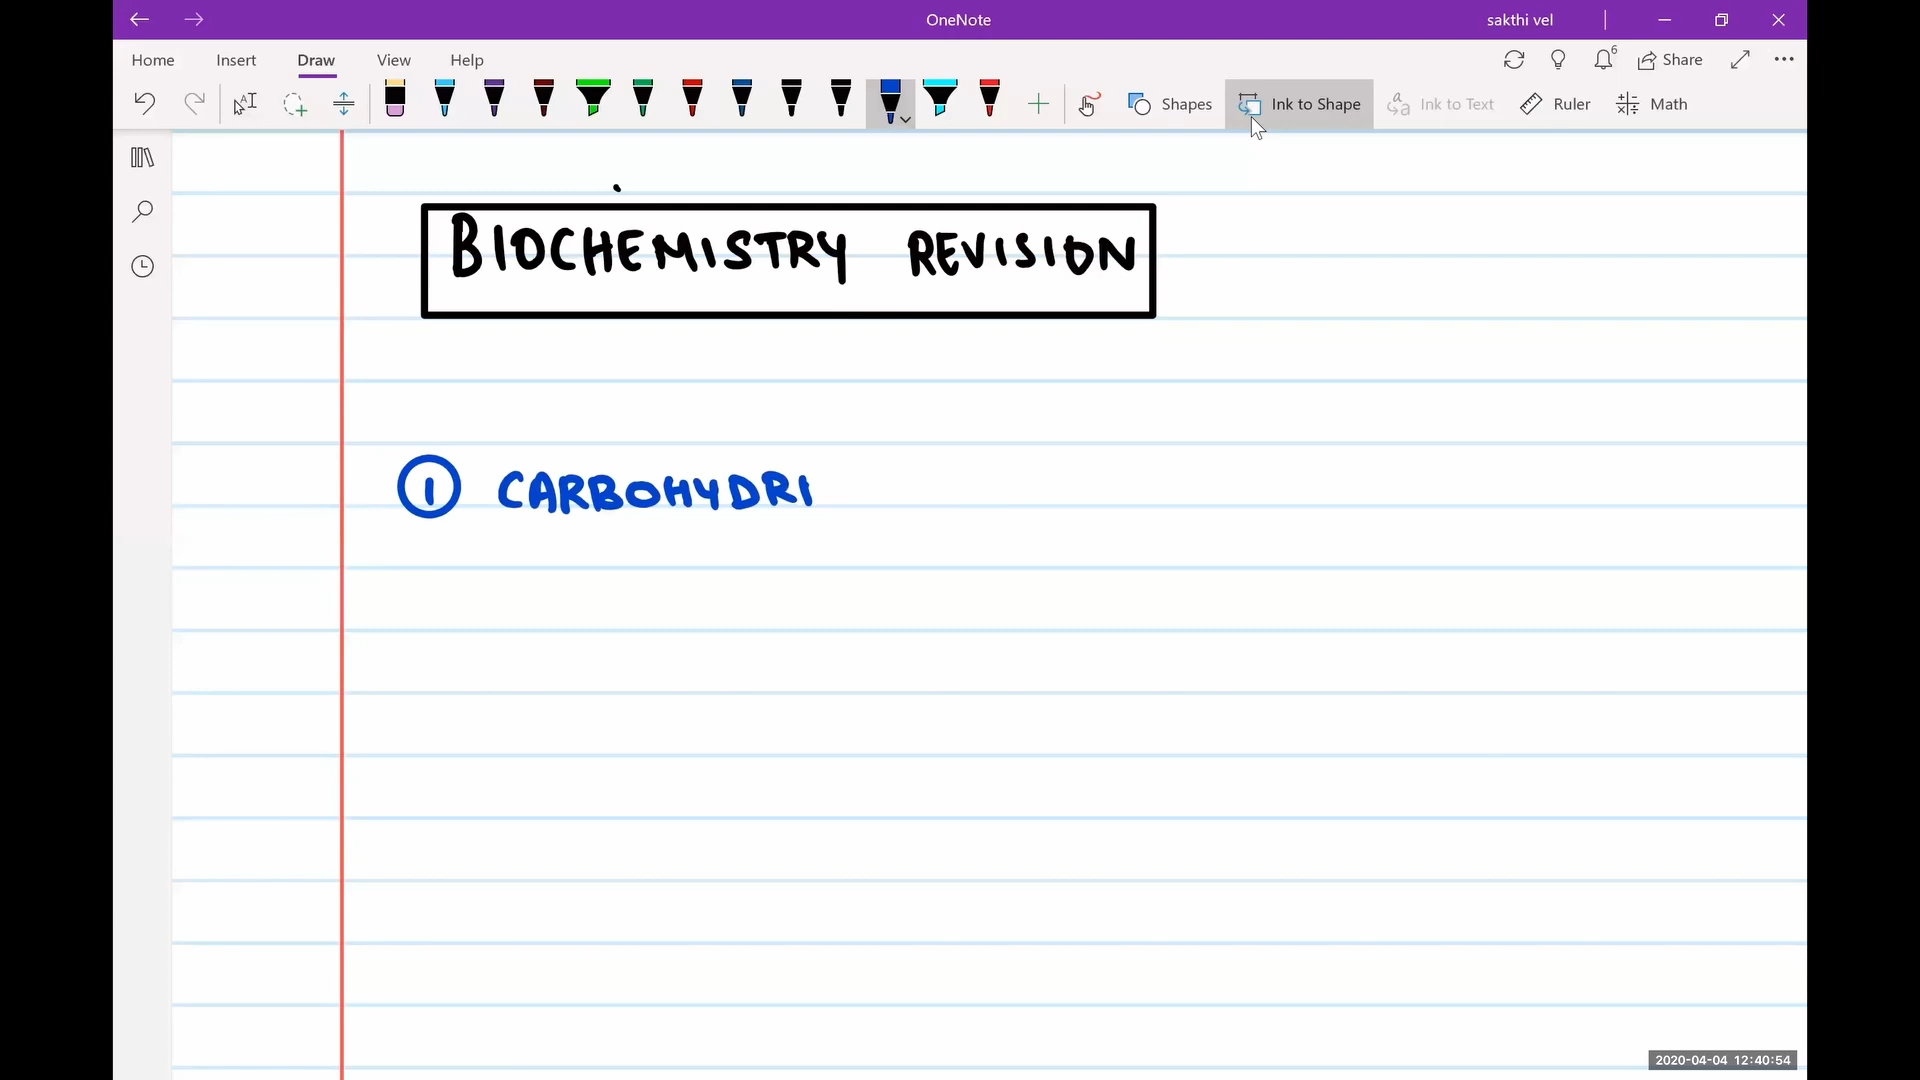 OneNote
sakthi vel
Home Insert Draw View Help
6
Share
Shapes
Ink to Shape
Ink to Text
Ruler
Math
BIOCHEMISTRY REVISION
1 CARBOHYDRI
2020-04-04 12:40:54